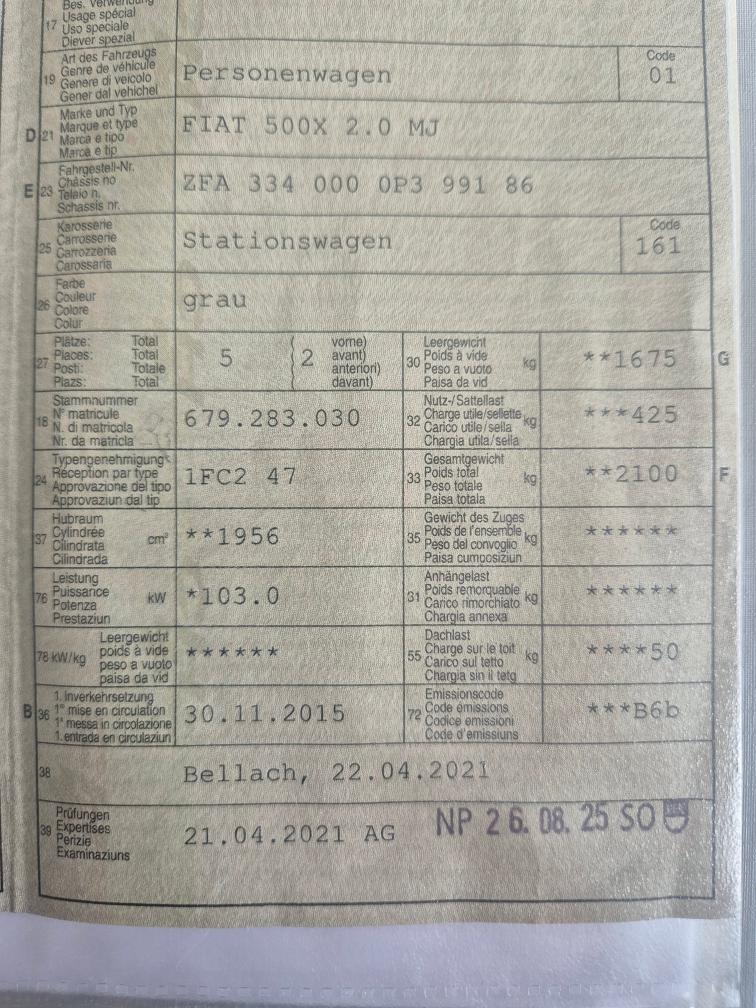 Bes. Verwendung
17 Usage spécial
Uso speciale
Diever spezial
Art des Fahrzeugs
Genre de véhicule
19 Genere di veicolo
Gener dal vehichel
Personenwagen
Code
01
Marke und Typ
D 21 Marque et type
Marca e tipo
Marca e tip
FIAT 500X 2.0 MJ
Fahrgestell-Nr.
Châssis no
E 23 Telaio n.
Schassis nr.
ZFA 334 000 0P3 991 86
Karosserie
Carrosserie
25 Carrozzeria
Carossaria
Stationswagen
Code
161
Farbe
Couleur
26 Colore
Colur
grau
Plätze: Total
27 Places: Total
Posti: Totale
Plazs: Total
5
2
vorne)
avant)
anteriori)
davant)
Leergewicht
30 Poids à vide kg
Peso a vuoto
Paisa da vid
**1675
G
Stammnummer
18 N° matricule
N. di matricola
Nr. da matricla
679.283.030
Nutz-/Sattellast
32 Charge utile/sellette kg
Carico utile/sella
Chargia utila/sella
***425
Typengenehmigung
24 Réception par type
Approvazione del tipo
Approvaziun dal tip
1FC2 47
Gesamtgewicht
33 Poids total kg
Peso totale
Paisa totala
**2100
F
Hubraum
37 Cylindrée cm³
Cilindrata
Cilindrada
**1956
Gewicht des Zuges
35 Poids de l'ensemble kg
Peso del convoglio
Paisa cumposiziun
******
Leistung
76 Puissance kW
Potenza
Prestaziun
*103.0
Anhängelast
31 Poids remorquable kg
Carico rimorchiato
Chargia annexa
******
Leergewicht
78 kW/kg poids à vide
peso a vuoto
paisa da vid
******
Dachlast
55 Charge sur le toit kg
Carico sul tetto
Chargia sin il tetg
****50
1. Inverkehrsetzung
B 36 1re mise en circulation
1a messa in circolazione
1. entrada en circulaziun
30.11.2015
Emissionscode
72 Code émissions
Codice emissioni
Code d'emissiuns
***B6b
38
Bellach, 22.04.2021
Prüfungen
39 Expertises
Perizie
Examinaziuns
21.04.2021 AG
NP 26.08.25 SO